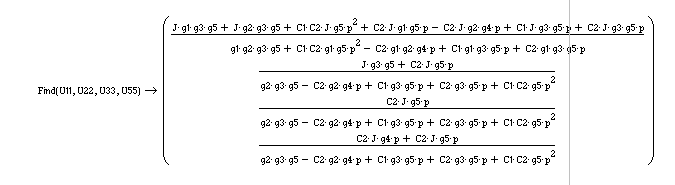 J·g1·g3·g5 + J·g2·g3·g5 + C1·C2·J·g5·p² + C2·J·g1·g5·p - C2·J·g2·g4·p + C1·J·g3·g5·p + C2·J·g3·g5·p
g1·g2·g3·g5 + C1·C2·g1·g5·p² - C2·g1·g2·g4·p + C1·g1·g3·g5·p + C2·g1·g3·g5·p
J·g3·g5 + C2·J·g5·p
Find(U11,U22,U33,U55) → g2·g3·g5 - C2·g2·g4·p + C1·g3·g5·p + C2·g3·g5·p + C1·C2·g5·p²
C2·J·g5·p
g2·g3·g5 - C2·g2·g4·p + C1·g3·g5·p + C2·g3·g5·p + C1·C2·g5·p²
C2·J·g4·p + C2·J·g5·p
g2·g3·g5 - C2·g2·g4·p + C1·g3·g5·p + C2·g3·g5·p + C1·C2·g5·p²